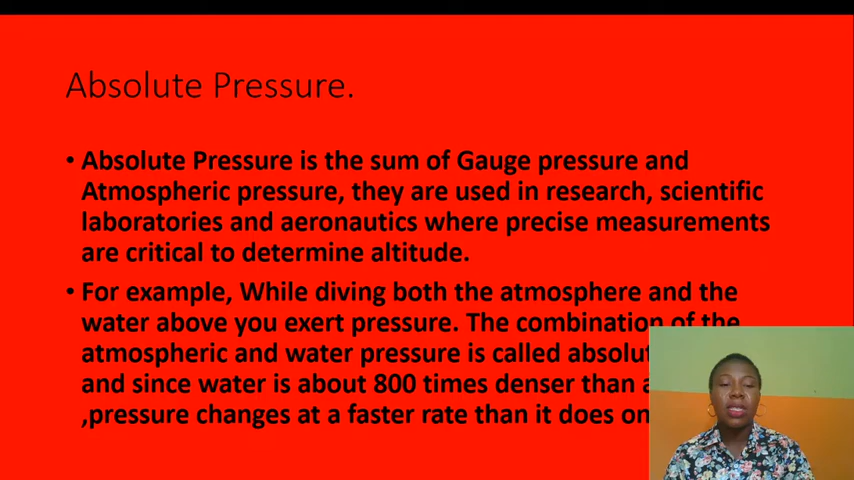 Absolute Pressure.
• Absolute Pressure is the sum of Gauge pressure and
Atmospheric pressure, they are used in research, scientific
laboratories and aeronautics where precise measurements
are critical to determine altitude.
• For example, While diving both the atmosphere and the
water above you exert pressure. The combination of the
atmospheric and water pressure is called
and since water is about 800 times denser than
,pressure changes at a faster rate than it does on